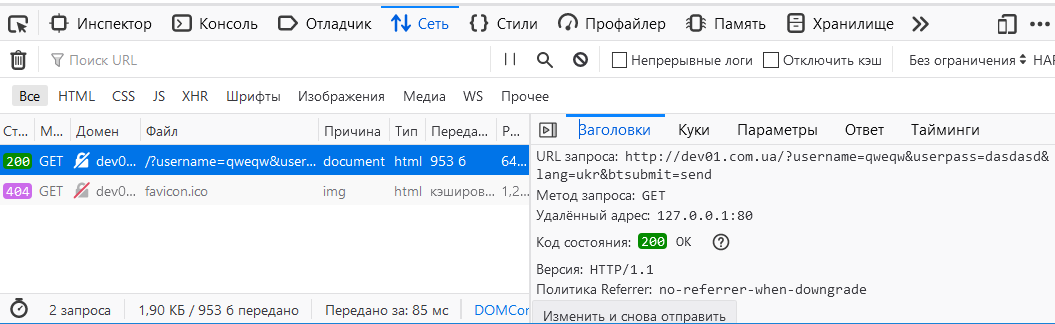 Инспектор Консоль Отладчик Сеть Стили Профайлер Память Хранилище
Поиск URL Непрерывные логи Отключить кэш Без ограничения HAR
Все HTML CSS JS XHR Шрифты Изображения Медиа WS Прочее
Ст... М... Домен Файл Причина Тип Переда... Р...
200 GET dev0... /?username=qweqw&user... document html 953 б 64...
404 GET dev0... favicon.ico img html кэширов... 1,2...
2 запроса 1,90 КБ / 953 б передано Передано за: 85 мс DOMCon
Заголовки Куки Параметры Ответ Тайминги
URL запроса: http://dev01.com.ua/?username=qweqw&userpass=dasdasd&
lang=ukr&btsubmit=send
Метод запроса: GET
Удалённый адрес: 127.0.0.1:80
Код состояния: 200 OK ?
Версия: HTTP/1.1
Политика Referrer: no-referrer-when-downgrade
Изменить и снова отправить